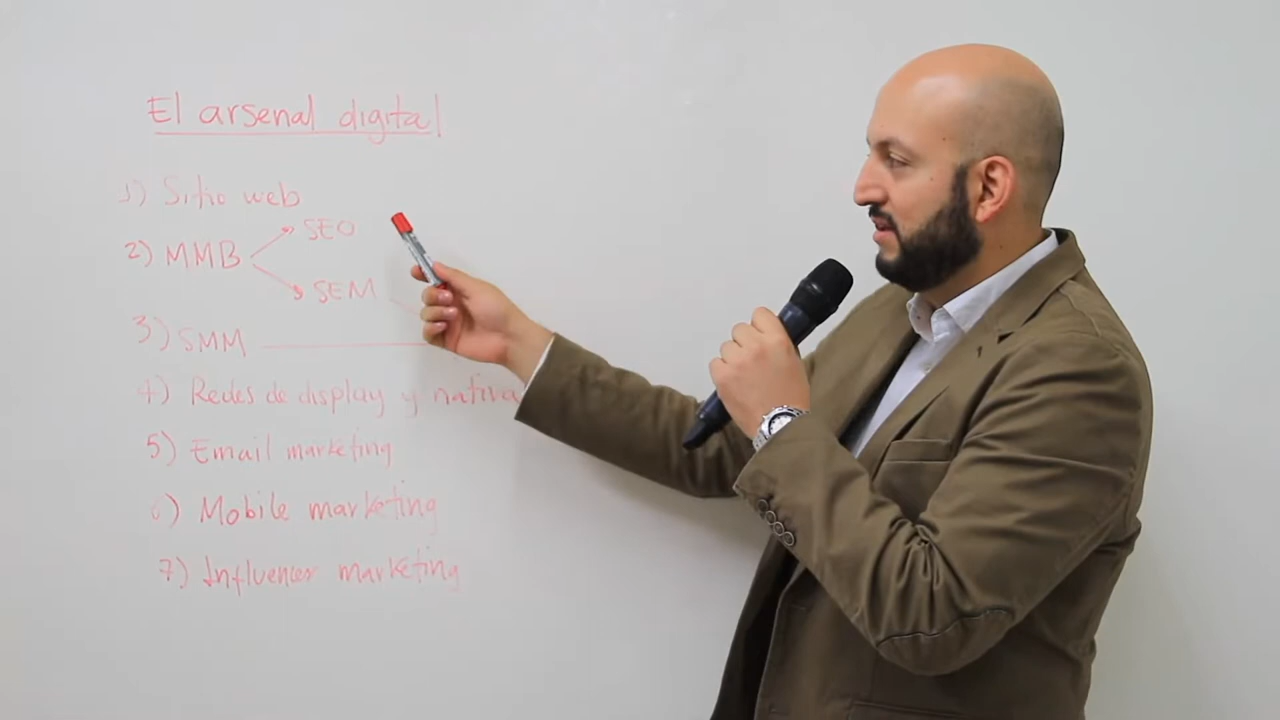 El arsenal digital
1) Sitio web
2) MMB
SEO
SEM
3) SMM
4) Redes de display y nativa
5) Email marketing
6) Mobile marketing
7) Influencer marketing